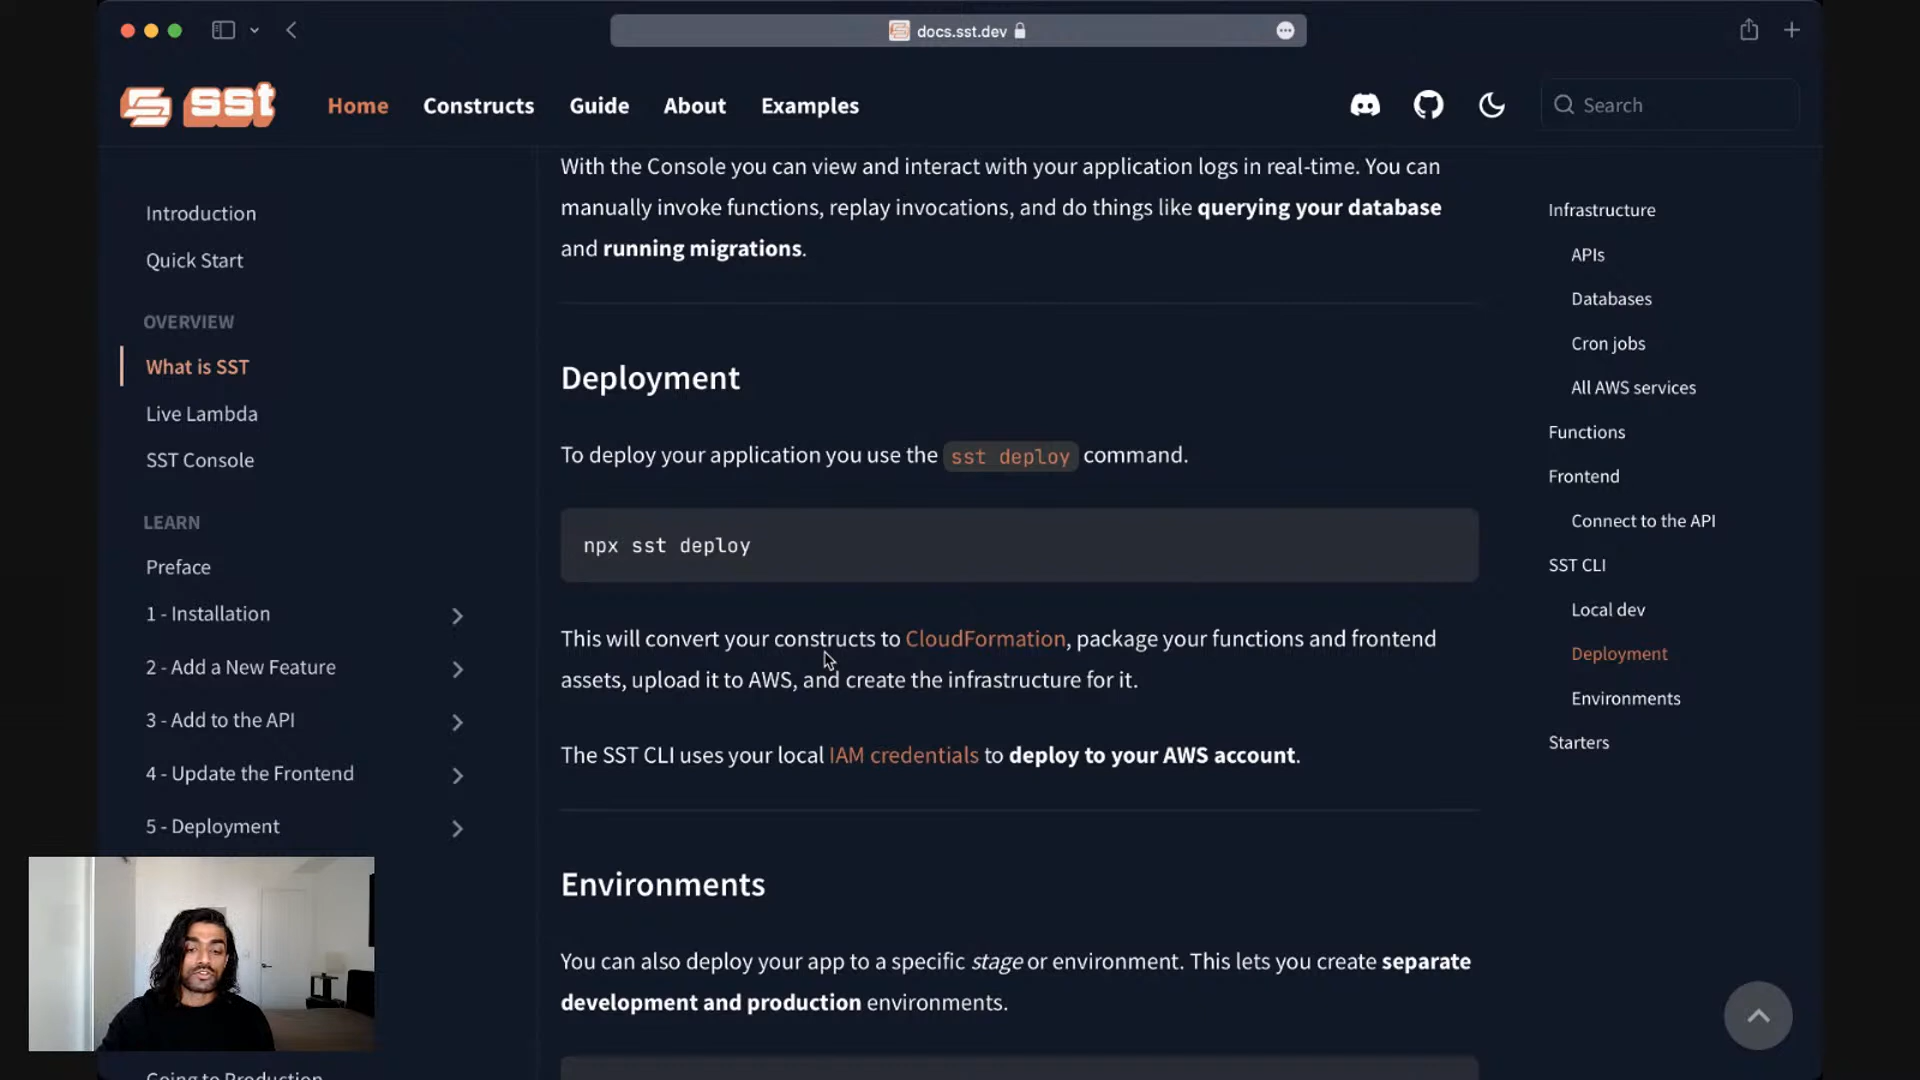 docs.sst.dev
sst
Home
Constructs
Guide
About
Examples
Search
Introduction
Quick Start
OVERVIEW
What is SST
Live Lambda
SST Console
LEARN
Preface
1 - Installation
2 - Add a New Feature
3 - Add to the API
4 - Update the Frontend
5 - Deployment
Going to Production
With the Console you can view and interact with your application logs in real-time. You can
manually invoke functions, replay invocations, and do things like querying your database
and running migrations.
Deployment
To deploy your application you use the sst deploy command.
npx sst deploy
This will convert your constructs to CloudFormation, package your functions and frontend
assets, upload it to AWS, and create the infrastructure for it.
The SST CLI uses your local IAM credentials to deploy to your AWS account.
Environments
You can also deploy your app to a specific stage or environment. This lets you create separate
development and production environments.
Infrastructure
APIs
Databases
Cron jobs
All AWS services
Functions
Frontend
Connect to the API
SST CLI
Local dev
Deployment
Environments
Starters